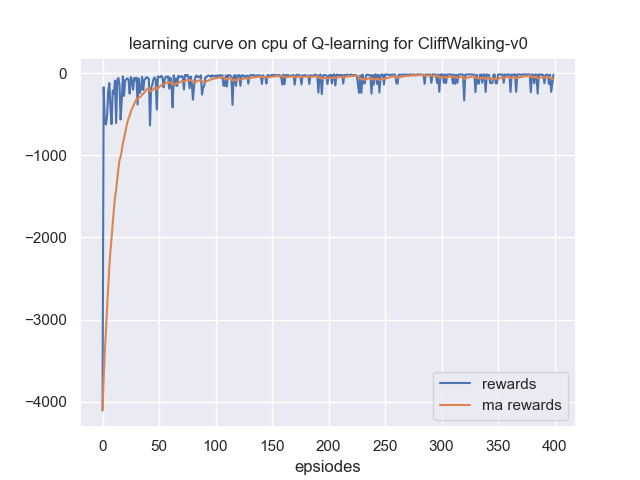 learning curve on cpu of Q-learning for CliffWalking-v0
0
−1000
−2000
−3000
−4000
rewards
ma rewards
0 50 100 150 200 250 300 350 400
epsiodes